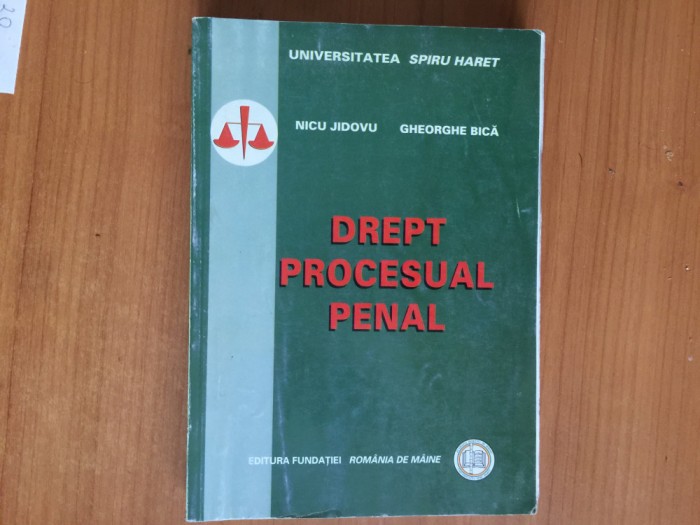 UNIVERSITATEA SPIRU HARET
NICU JIDOVU GHEORGHE BICĂ
DREPT
PROCESUAL
PENAL
EDITURA FUNDAȚIEI ROMÂNIA DE MÂINE